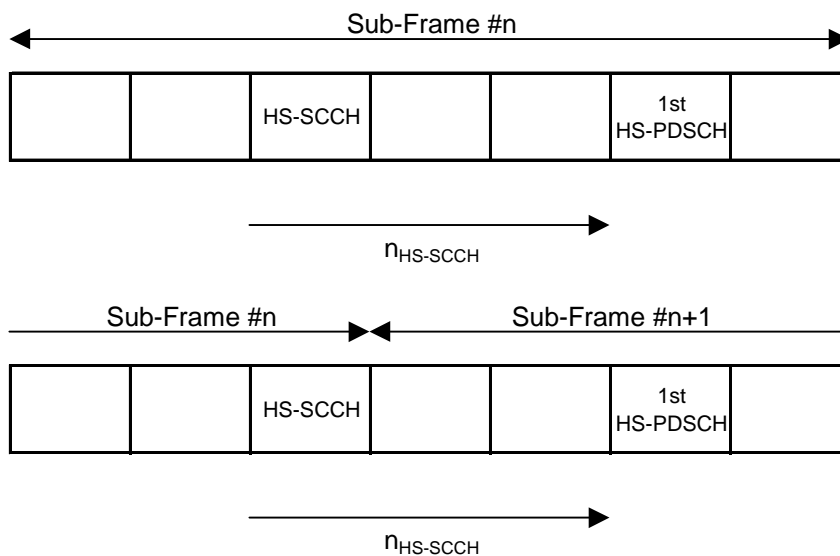 Sub-Frame #n
HS-SCCH
1st
HS-PDSCH
nHS-SCCH
Sub-Frame #n
Sub-Frame #n+1
HS-SCCH
1st
HS-PDSCH
nHS-SCCH